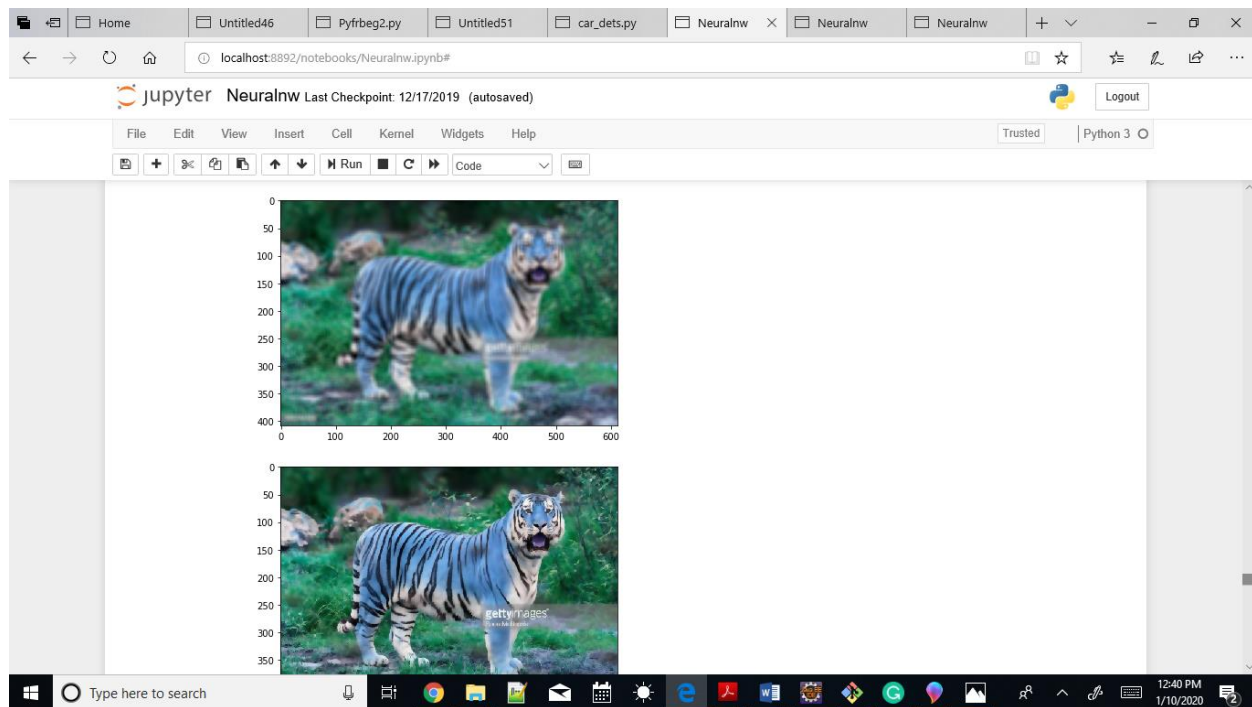 Home
Untitled46
Pyfrbeg2.py
Untitled51
car_dets.py
Neuralnw
Neuralnw
Neuralnw
localhost:8892/notebooks/Neuralnw.ipynb#
jupyter Neuralnw Last Checkpoint: 12/17/2019 (autosaved)
Logout
File Edit View Insert Cell Kernel Widgets Help
Trusted
Python 3
Run
Code
0
50
100
150
200
250
300
350
400
0 100 200 300 400 500 600
gettyimages
0
50
100
150
200
250
300
350
gettyimages
Type here to search
12:40 PM
1/10/2020